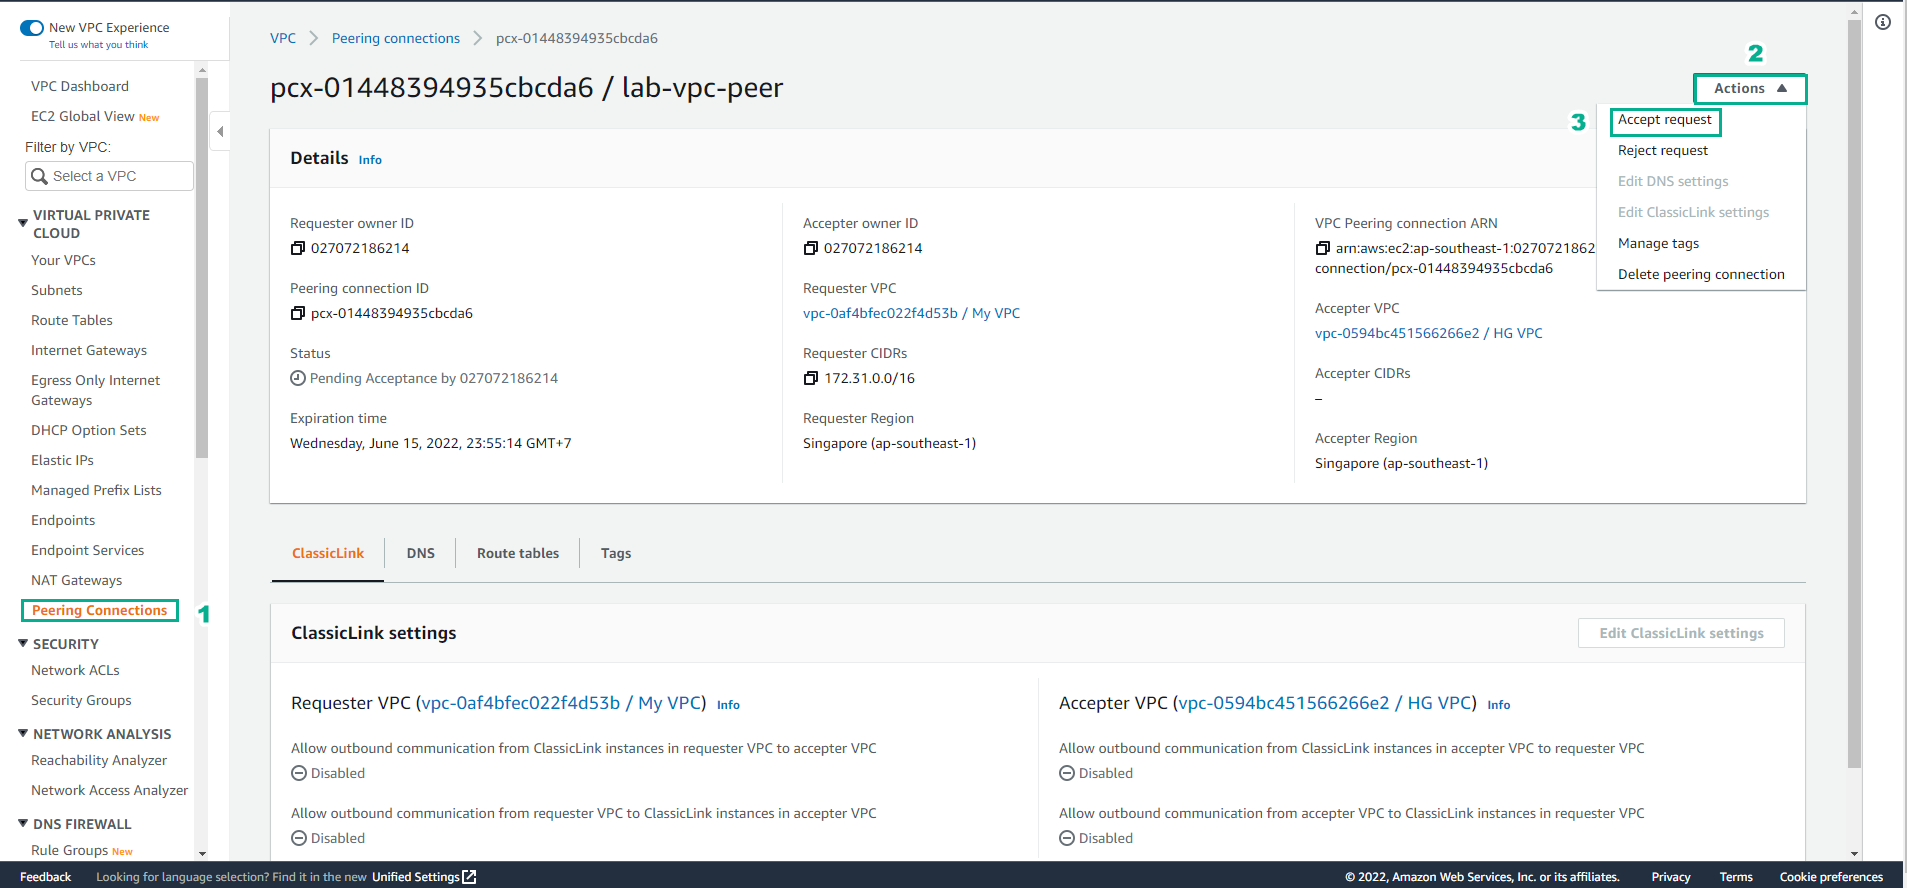 New VPC Experience
Tell us what you think
VPC Dashboard
EC2 Global View New
Filter by VPC:
Select a VPC
VIRTUAL PRIVATE
CLOUD
Your VPCs
Subnets
Route Tables
Internet Gateways
Egress Only Internet
Gateways
DHCP Option Sets
Elastic IPs
Managed Prefix Lists
Endpoints
Endpoint Services
NAT Gateways
Peering Connections
1
SECURITY
Network ACLs
Security Groups
NETWORK ANALYSIS
Reachability Analyzer
Network Access Analyzer
DNS FIREWALL
Rule Groups New
VPC
Peering connections
pcx-01448394935cbcda6
pcx-01448394935cbcda6 / lab-vpc-peer
2
Actions
3
Accept request
Reject request
Edit DNS settings
Edit ClassicLink settings
Manage tags
Delete peering connection
Details Info
Requester owner ID
027072186214
Peering connection ID
pcx-01448394935cbcda6
Status
Pending Acceptance by 027072186214
Expiration time
Wednesday, June 15, 2022, 23:55:14 GMT+7
Accepter owner ID
027072186214
Requester VPC
vpc-0af4bfec022f4d53b / My VPC
Requester CIDRs
172.31.0.0/16
Requester Region
Singapore (ap-southeast-1)
VPC Peering connection ARN
arn:aws:ec2:ap-southeast-1:0270721862
connection/pcx-01448394935cbcda6
Accepter VPC
vpc-0594bc451566266e2 / HG VPC
Accepter CIDRs
–
Accepter Region
Singapore (ap-southeast-1)
ClassicLink
DNS
Route tables
Tags
ClassicLink settings
Edit ClassicLink settings
Requester VPC (vpc-0af4bfec022f4d53b / My VPC) Info
Allow outbound communication from ClassicLink instances in requester VPC to accepter VPC
Disabled
Allow outbound communication from requester VPC to ClassicLink instances in accepter VPC
Disabled
Accepter VPC (vpc-0594bc451566266e2 / HG VPC) Info
Allow outbound communication from ClassicLink instances in accepter VPC to requester VPC
Disabled
Allow outbound communication from accepter VPC to ClassicLink instances in requester VPC
Disabled
Feedback
Looking for language selection? Find it in the new Unified Settings
© 2022, Amazon Web Services, Inc. or its affiliates.
Privacy
Terms
Cookie preferences